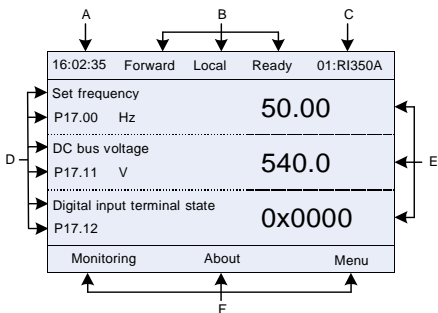 A B C
16:02:35 Forward Local Ready 01:RI350A
Set frequency
P17.00 Hz 50.00
DC bus voltage
D P17.11 V 540.0 E
Digital input terminal state
P17.12 0x0000
Monitoring About Menu
F